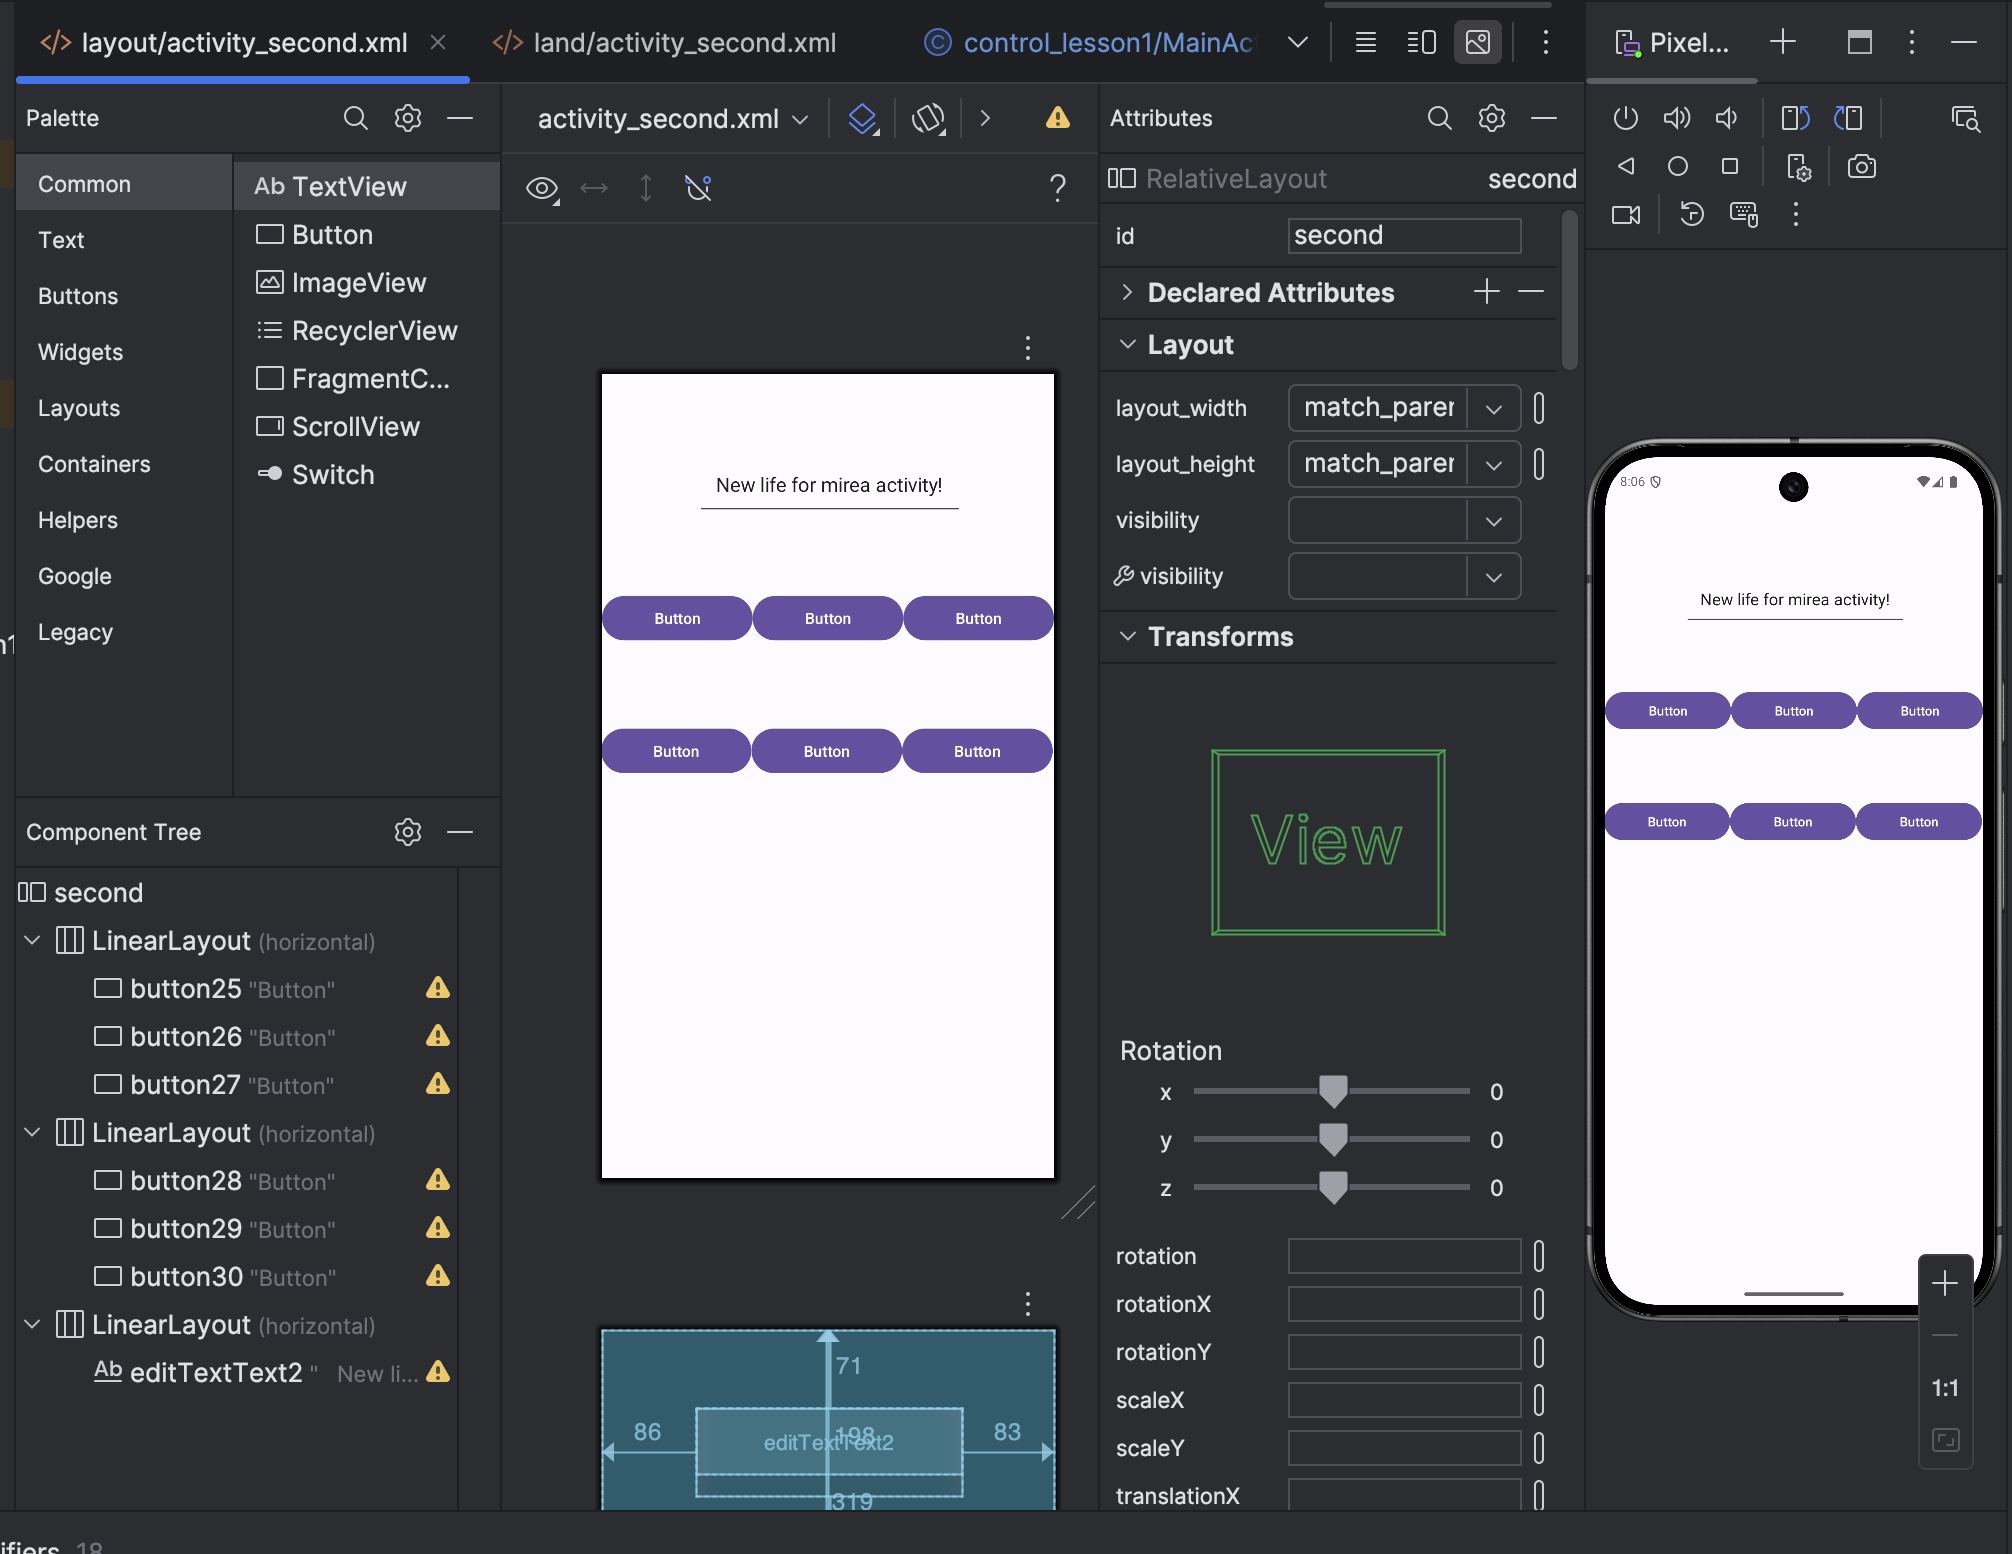 layout/activity_second.xml
land/activity_second.xml
control_lesson1/MainAc
Pixel...
Palette
Common
Text
Buttons
Widgets
Layouts
Containers
Helpers
Google
Legacy
Ab TextView
Button
ImageView
RecyclerView
FragmentC...
ScrollView
Switch
Component Tree
second
LinearLayout (horizontal)
button25 "Button"
button26 "Button"
button27 "Button"
LinearLayout (horizontal)
button28 "Button"
button29 "Button"
button30 "Button"
LinearLayout (horizontal)
Ab editTextText2 " New li...
activity_second.xml
?
New life for mirea activity!
Button Button Button
Button Button Button
71
86
198
editTextText2
83
319
Attributes
RelativeLayout second
id second
Declared Attributes
Layout
layout_width match_parer
layout_height match_parer
visibility
visibility
Transforms
View
Rotation
x 0
y 0
z 0
rotation
rotationX
rotationY
scaleX
scaleY
translationX
8:06
New life for mirea activity!
Button Button Button
Button Button Button
1:1
ifiers 18